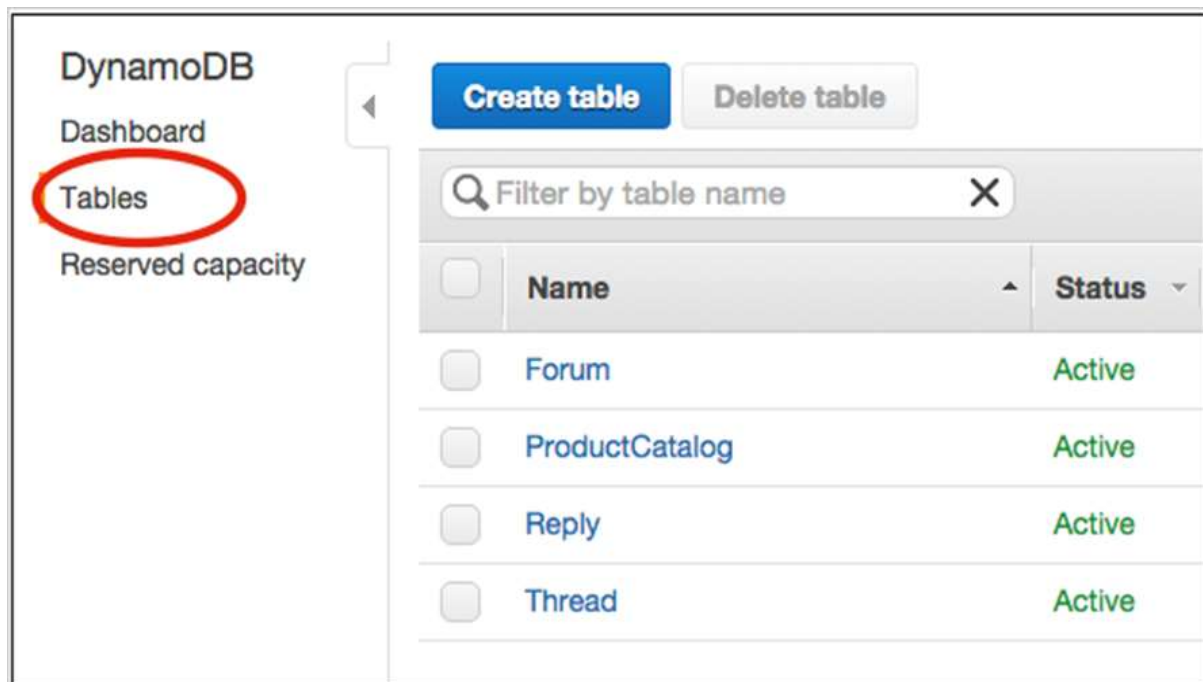 DynamoDB
Dashboard
Tables
Reserved capacity
Create table Delete table
Filter by table name
Name Status
Forum Active
ProductCatalog Active
Reply Active
Thread Active